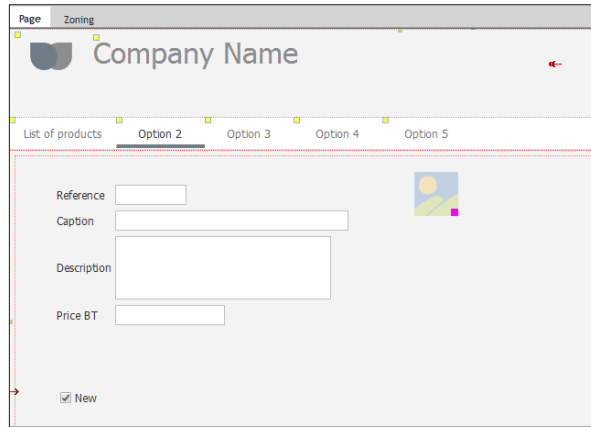 Page Zoning
Company Name
List of products Option 2 Option 3 Option 4 Option 5
Reference
Caption
Description
Price BT
New